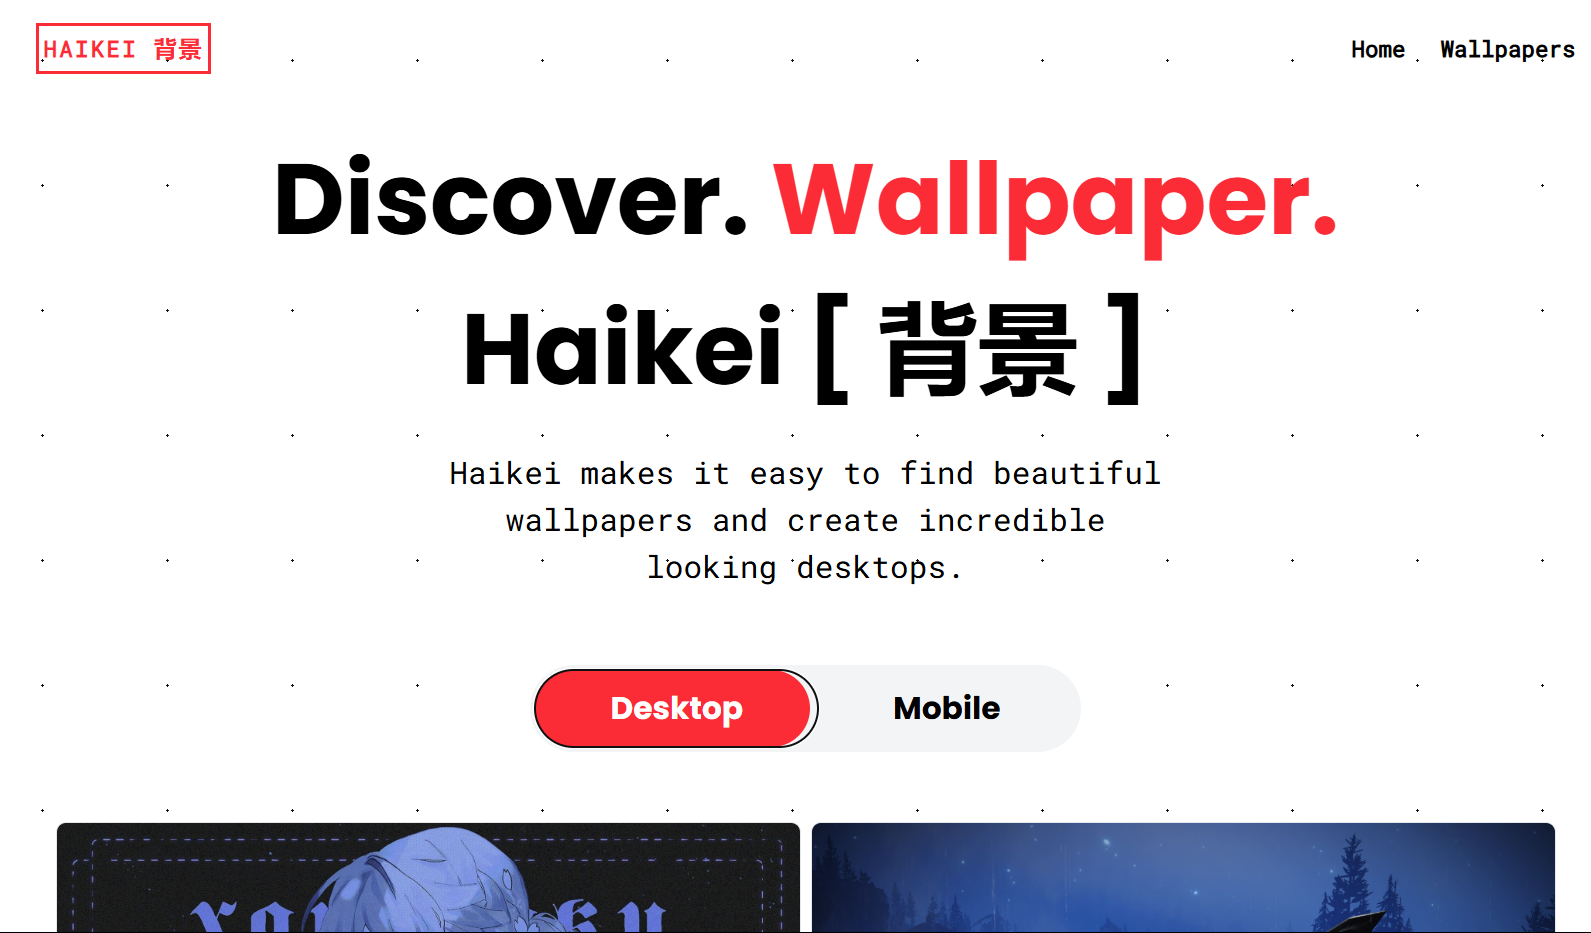 HAIKEI 背景
Home Wallpapers
Discover. Wallpaper.
Haikei [ 背景 ]
Haikei makes it easy to find beautiful
wallpapers and create incredible
looking desktops.
Desktop Mobile